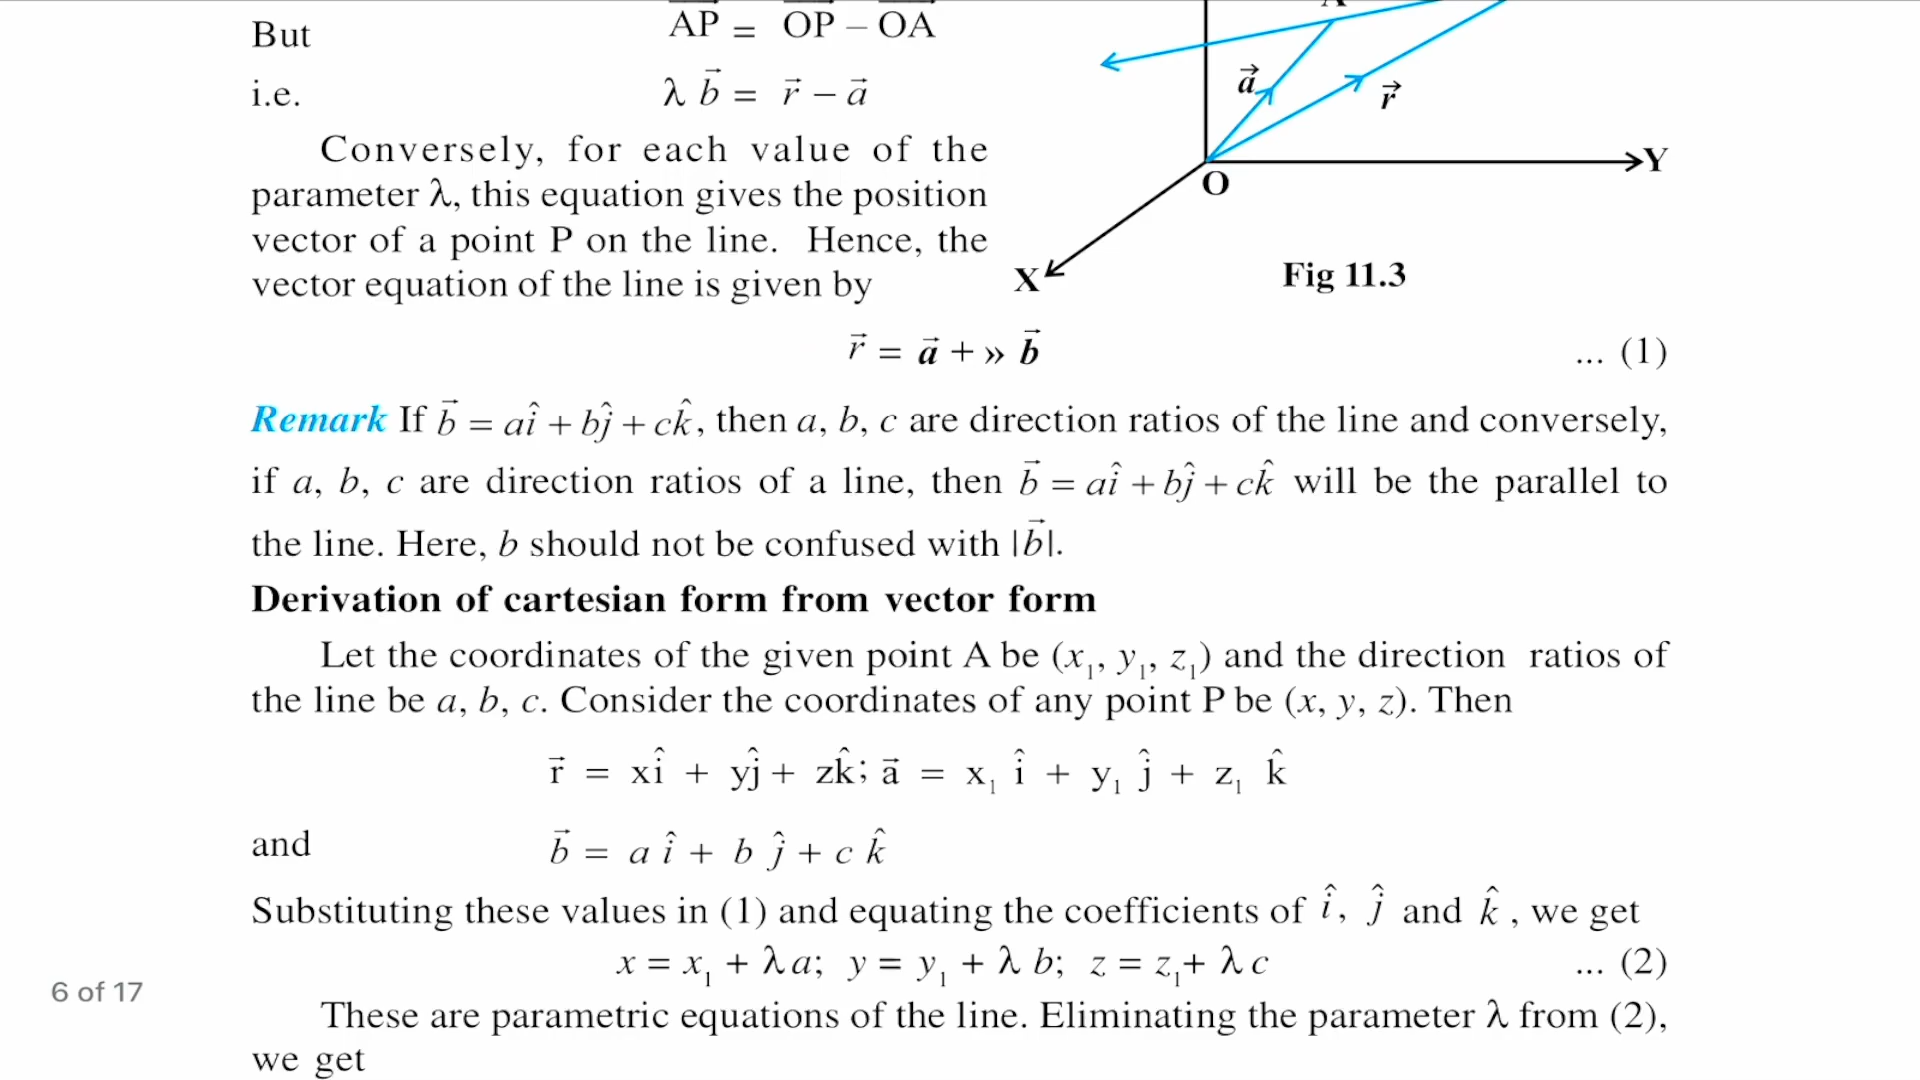 But AP⃗ = OP⃗ – OA⃗
i.e. λ b⃗ = r⃗ − a⃗
Conversely, for each value of the
parameter λ, this equation gives the position
vector of a point P on the line. Hence, the
vector equation of the line is given by
a⃗
r⃗
Y
O
X
Fig 11.3
r⃗ = a⃗ + » b⃗ ... (1)
Remark If b⃗ = aî + bĵ + ck̂, then a, b, c are direction ratios of the line and conversely,
if a, b, c are direction ratios of a line, then b⃗ = aî + bĵ + ck̂ will be the parallel to
the line. Here, b should not be confused with |b⃗|.
Derivation of cartesian form from vector form
Let the coordinates of the given point A be (x₁, y₁, z₁) and the direction ratios of
the line be a, b, c. Consider the coordinates of any point P be (x, y, z). Then
r⃗ = xî + yĵ + zk̂; a⃗ = x₁ î + y₁ ĵ + z₁ k̂
and b⃗ = a î + b ĵ + c k̂
Substituting these values in (1) and equating the coefficients of î, ĵ and k̂ , we get
x = x₁ + λ a; y = y₁ + λ b; z = z₁+ λ c ... (2)
6 of 17
These are parametric equations of the line. Eliminating the parameter λ from (2),
we get